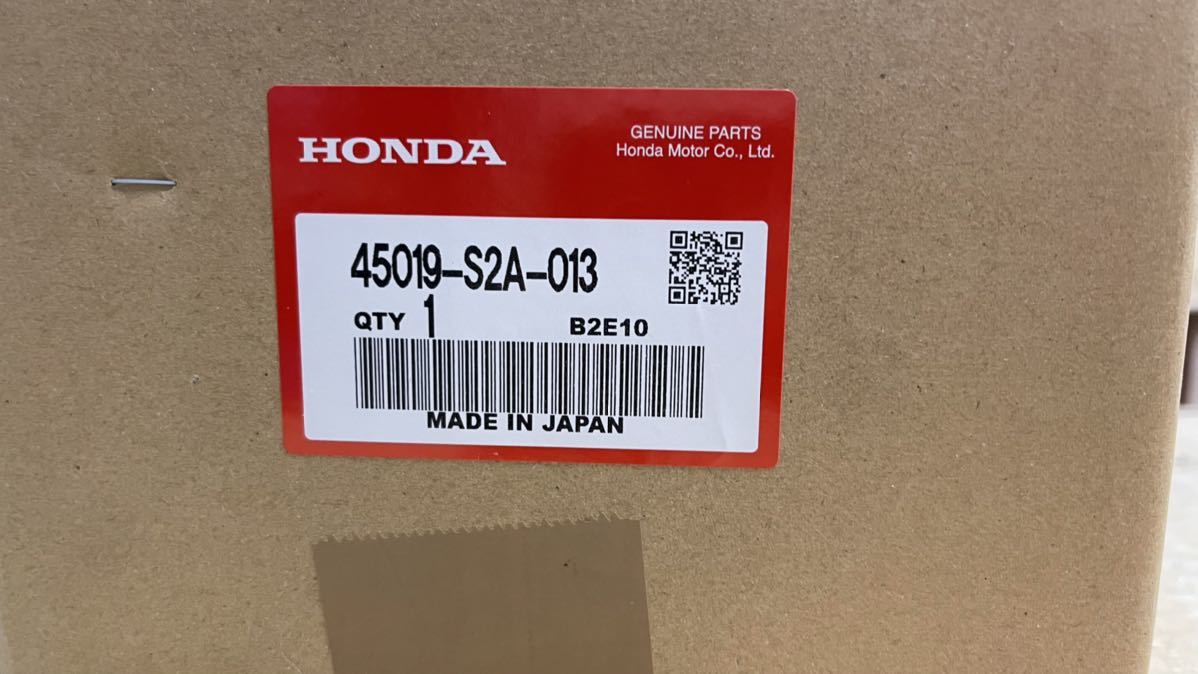 HONDA
GENUINE PARTS
Honda Motor Co., Ltd.
45019-S2A-013
QTY 1 B2E10
MADE IN JAPAN